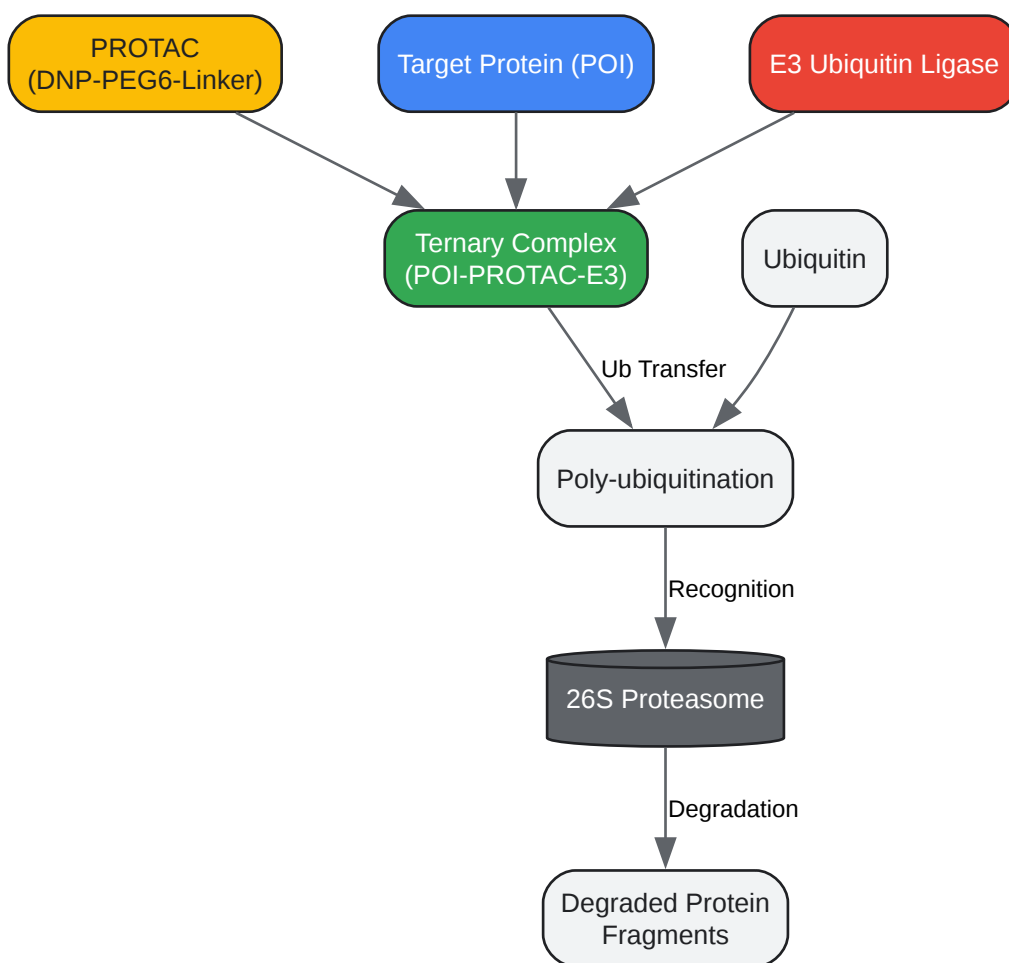 PROTAC
(DNP-PEG6-Linker)
Target Protein (POI)
E3 Ubiquitin Ligase
Ternary Complex
(POI-PROTAC-E3)
Ubiquitin
Ub Transfer
Poly-ubiquitination
Recognition
26S Proteasome
Degradation
Degraded Protein
Fragments